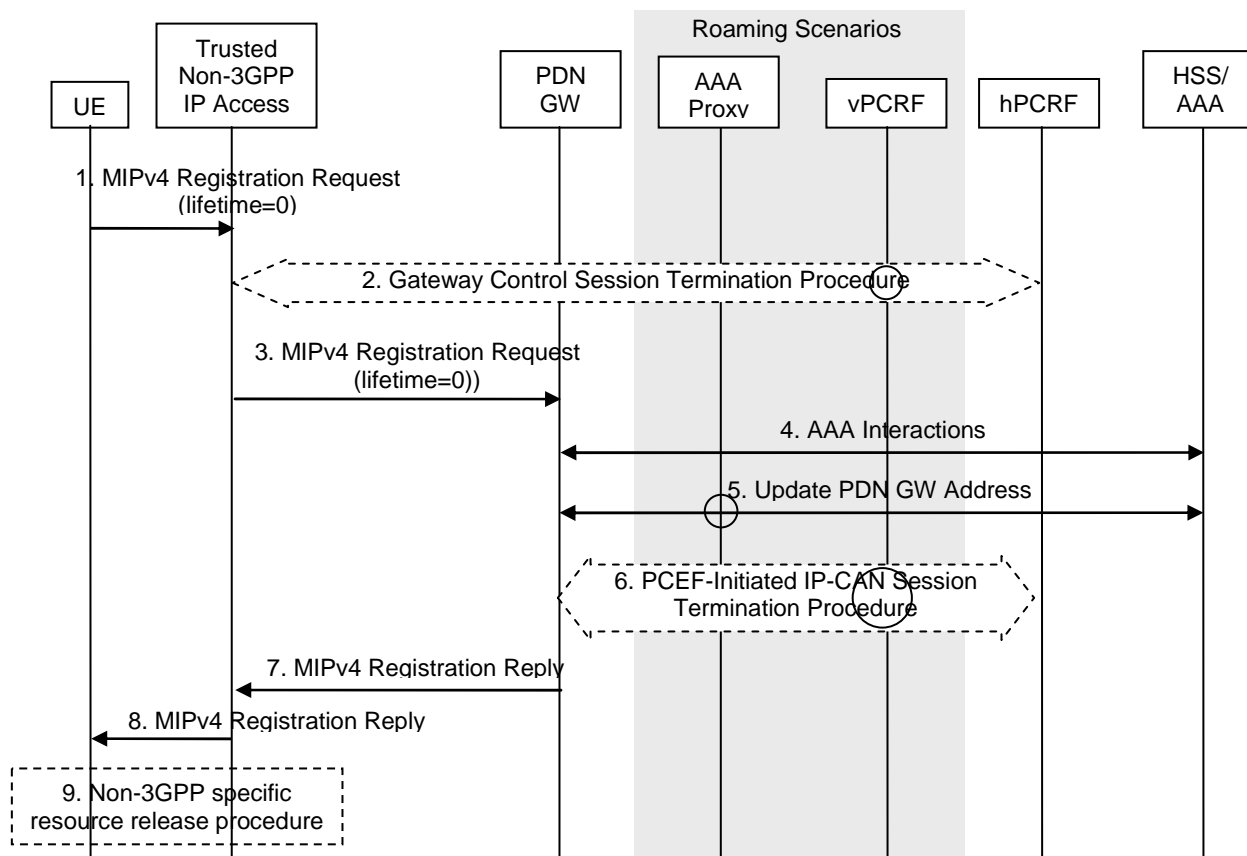 Roaming Scenarios
UE
Trusted
Non-3GPP
IP Access
PDN
GW
AAA
Proxy
vPCRF
hPCRF
HSS/
AAA
1. MIPv4 Registration Request
(lifetime=0)
2. Gateway Control Session Termination Procedure
3. MIPv4 Registration Request
(lifetime=0))
4. AAA Interactions
5. Update PDN GW Address
6. PCEF-Initiated IP-CAN Session
Termination Procedure
7. MIPv4 Registration Reply
8. MIPv4 Registration Reply
9. Non-3GPP specific
resource release procedure